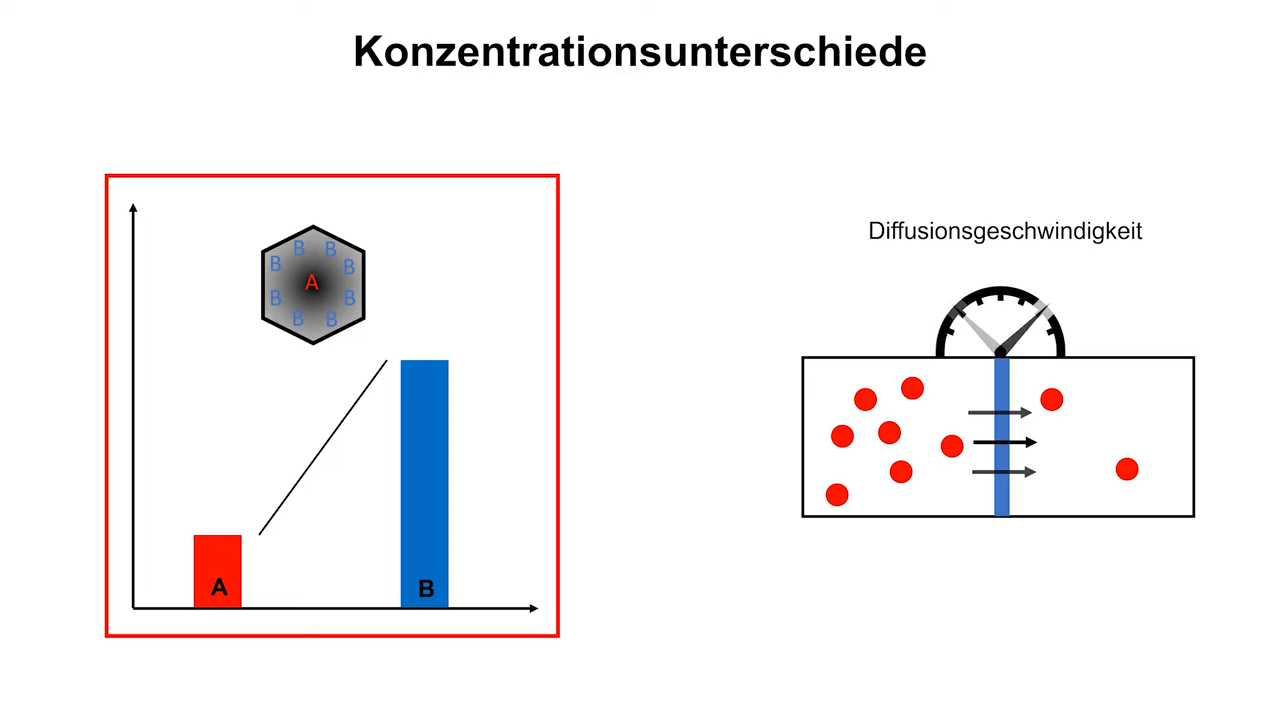 Konzentrationsunterschiede
Diffusionsgeschwindigkeit
B B
B B
A
B B
B B
A B